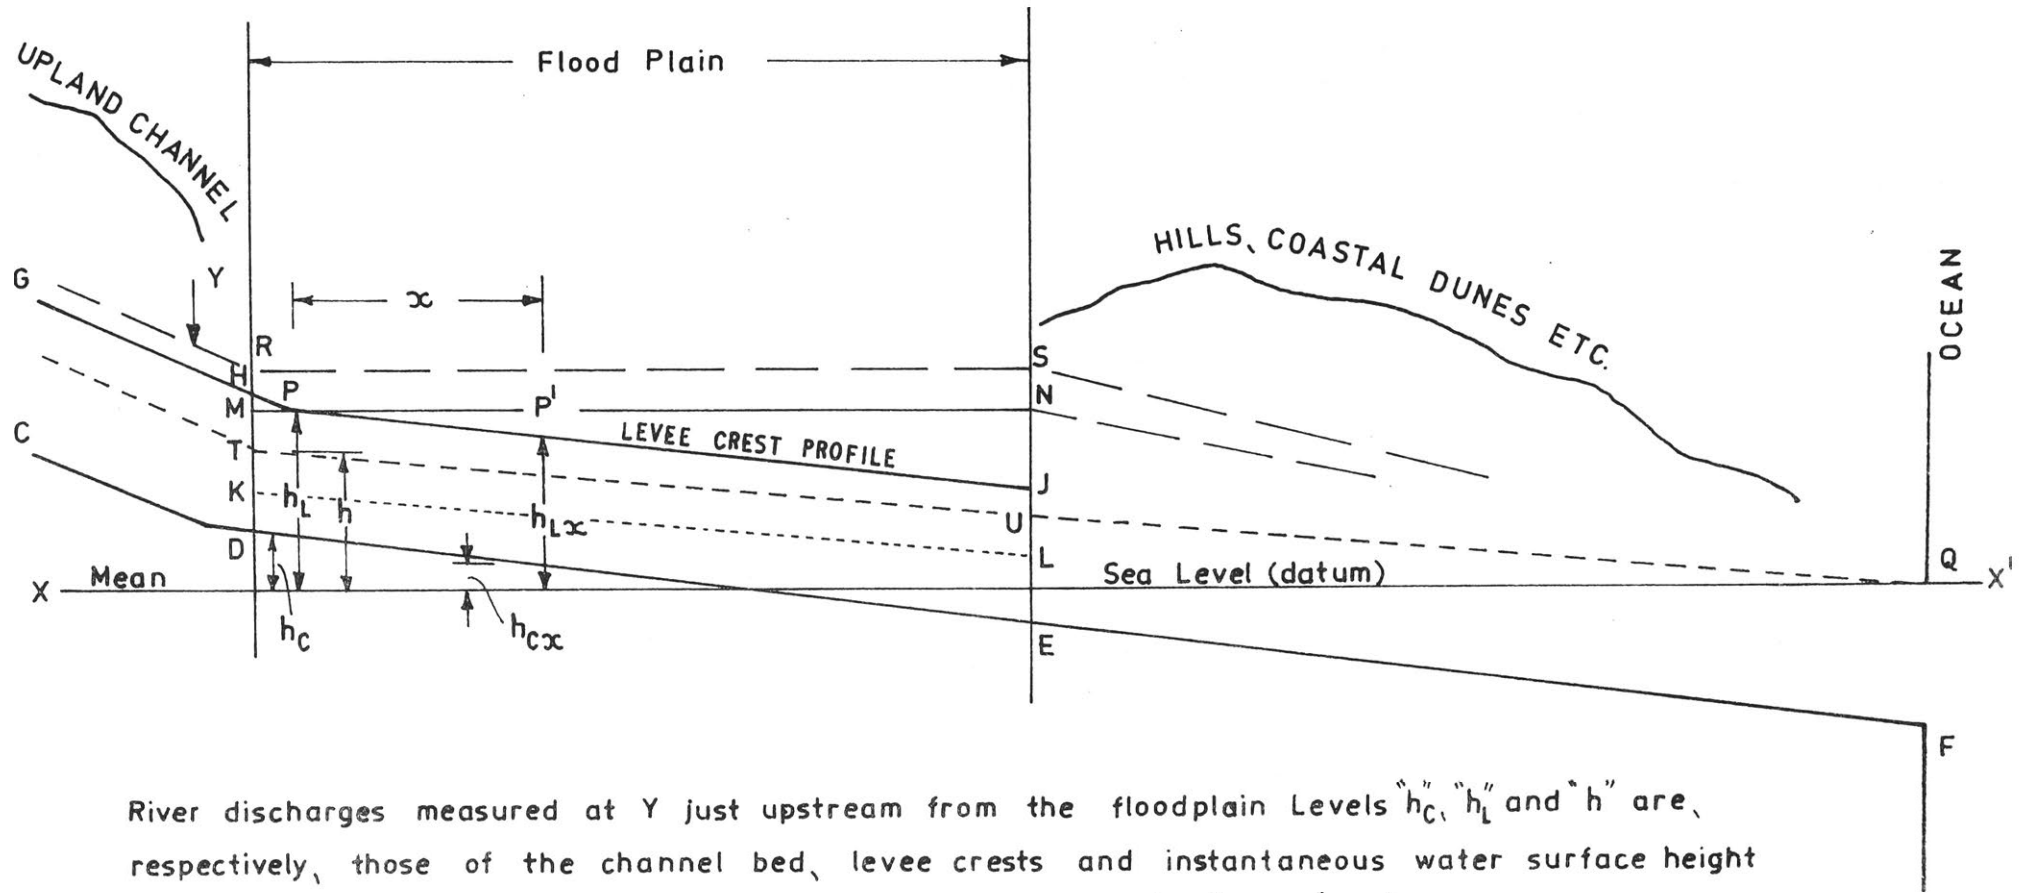 Flood Plain
UPLAND CHANNEL
G
Y
x
R
H
P
M
P'
T
K
h_L
h
h_Lx
LEVEE CREST PROFILE
C
D
X
Mean
Sea Level (datum)
h_C
h_Cx
S
N
J
U
L
E
HILLS, COASTAL DUNES ETC.
OCEAN
Q
X'
F
River discharges measured at Y just upstream from the floodplain Levels "h_C", "h_L" and "h" are,
respectively, those of the channel bed, levee crests and instantaneous water surface height